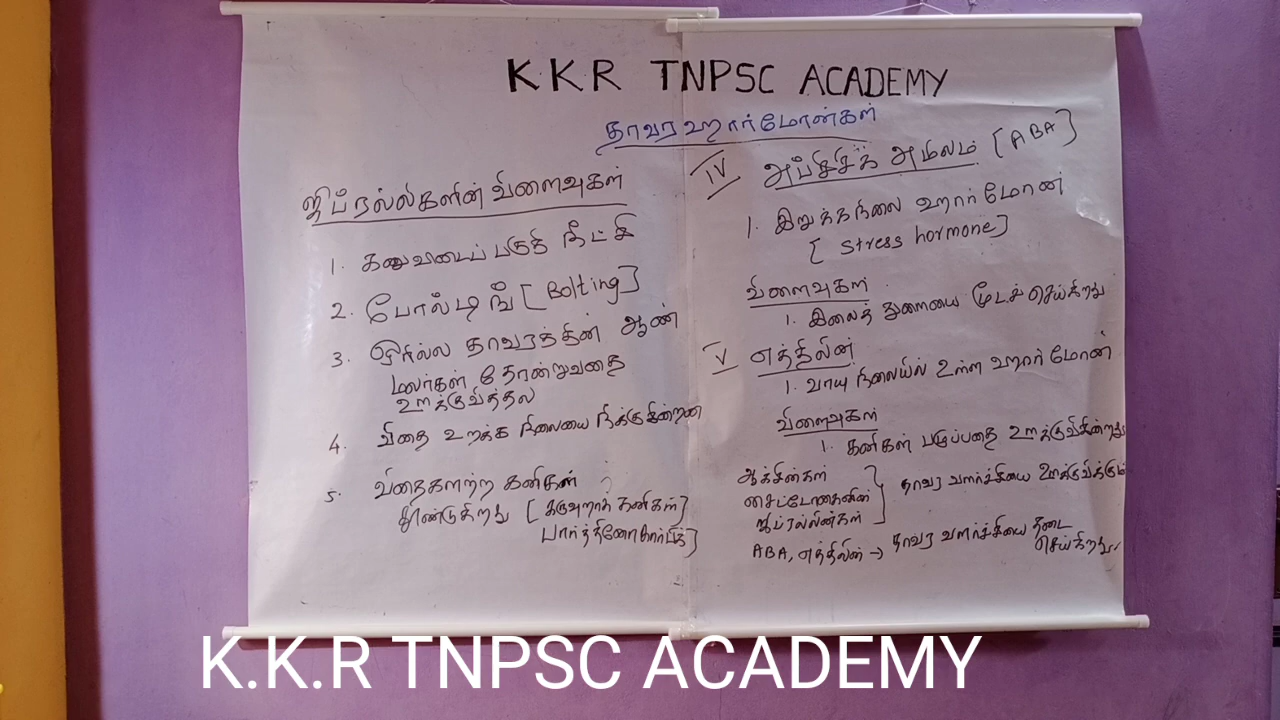 K.K.R TNPSC ACADEMY
தாவர ஹார்மோன்கள்
ஜிப்ரல்லிகளின் விளைவுகள்
1. கணுவடைப் பகுதி நீட்சி
2. போல்டிங் [Bolting]
3. ஓரில்ல தாவரத்தின் ஆண்
மலர்கள் தோன்றுவதை
ஊக்குவித்தல்
4. விதை உறக்க நிலையை நீக்குகின்றன
5. விதைகளற்ற கனிகள்
தூண்டுகிறது [கருவுறாக் கனிகள்]
IV அப்சிசிக் அமிலம் [ABA]
1. இறுக்கநிலை ஹார்மோன்
[Stress hormone]
விளைவுகள்
1. இலைத் துளையை மூடச் செய்கிறது
V எத்திலின்
1. வாயு நிலையில் உள்ள ஹார்மோன்
விளைவுகள்
1. கனிகள் பழுப்பதை ஊக்குவிக்கின்றது
ஆக்சின்கள்
சைட்டோகைனின்
ஜிப்ரல்லின்கள்
} தாவர வளர்ச்சியை ஊக்குவிக்கும்
ABA, எத்திலின் → தாவர வளர்ச்சியை தடை
செய்கிறது
K.K.R TNPSC ACADEMY